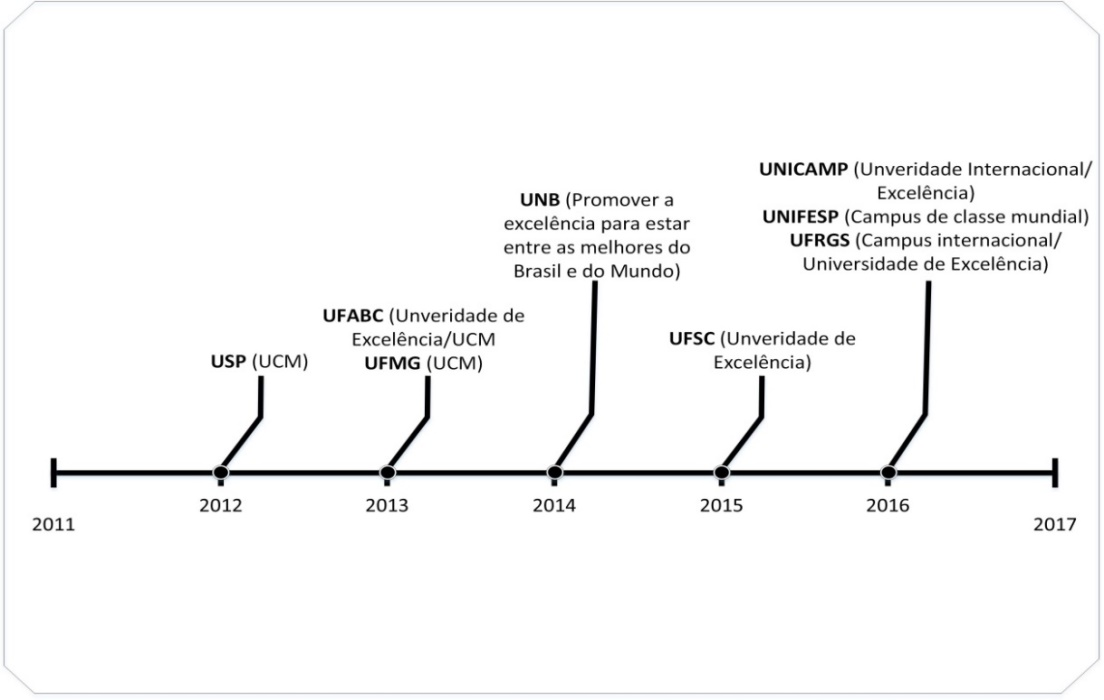 USP (UCM)
UFABC (Unveridade de
Excelência/UCM
UFMG (UCM)
UNB (Promover a
excelência para estar
entre as melhores do
Brasil e do Mundo)
UFSC (Unveridade de
Excelência)
UNICAMP (Unveridade Internacional/
Excelência)
UNIFESP (Campus de classe mundial)
UFRGS (Campus internacional/
Universidade de Excelência)
2011
2012
2013
2014
2015
2016
2017